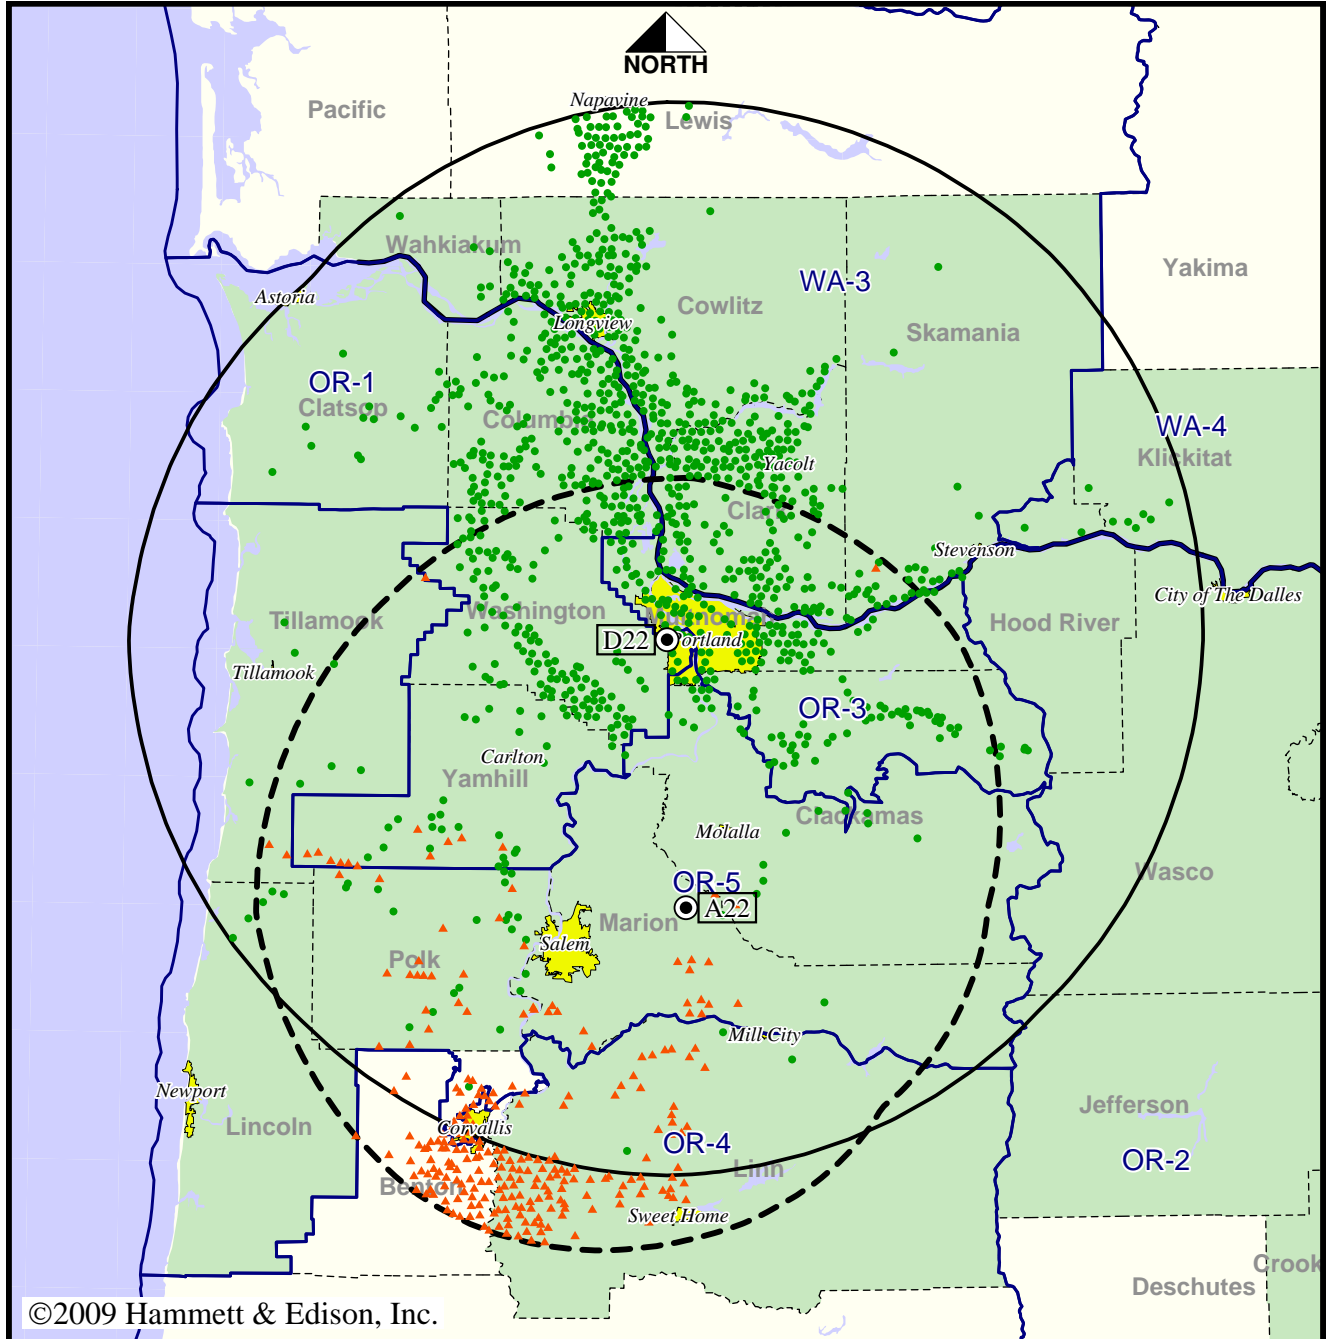 NORTH
Napavine
Pacific
Lewis
Wahkiakum
Yakima
WA-3
Astoria
Cowlitz
Longview
Skamania
OR-1
Clatsop
Columbia
WA-4
Klickitat
Yacolt
Clark
Stevenson
City of The Dalles
Tillamook
Washington
Multnomah
Hood River
D22
Portland
Tillamook
OR-3
Carlton
Yamhill
Molalla
Clackamas
Wasco
OR-5
A22
Marion
Salem
Polk
Mill City
Newport
Jefferson
Lincoln
Corvallis
OR-4
OR-2
Linn
Benton
Sweet Home
Crook
Deschutes
©2009 Hammett & Edison, Inc.